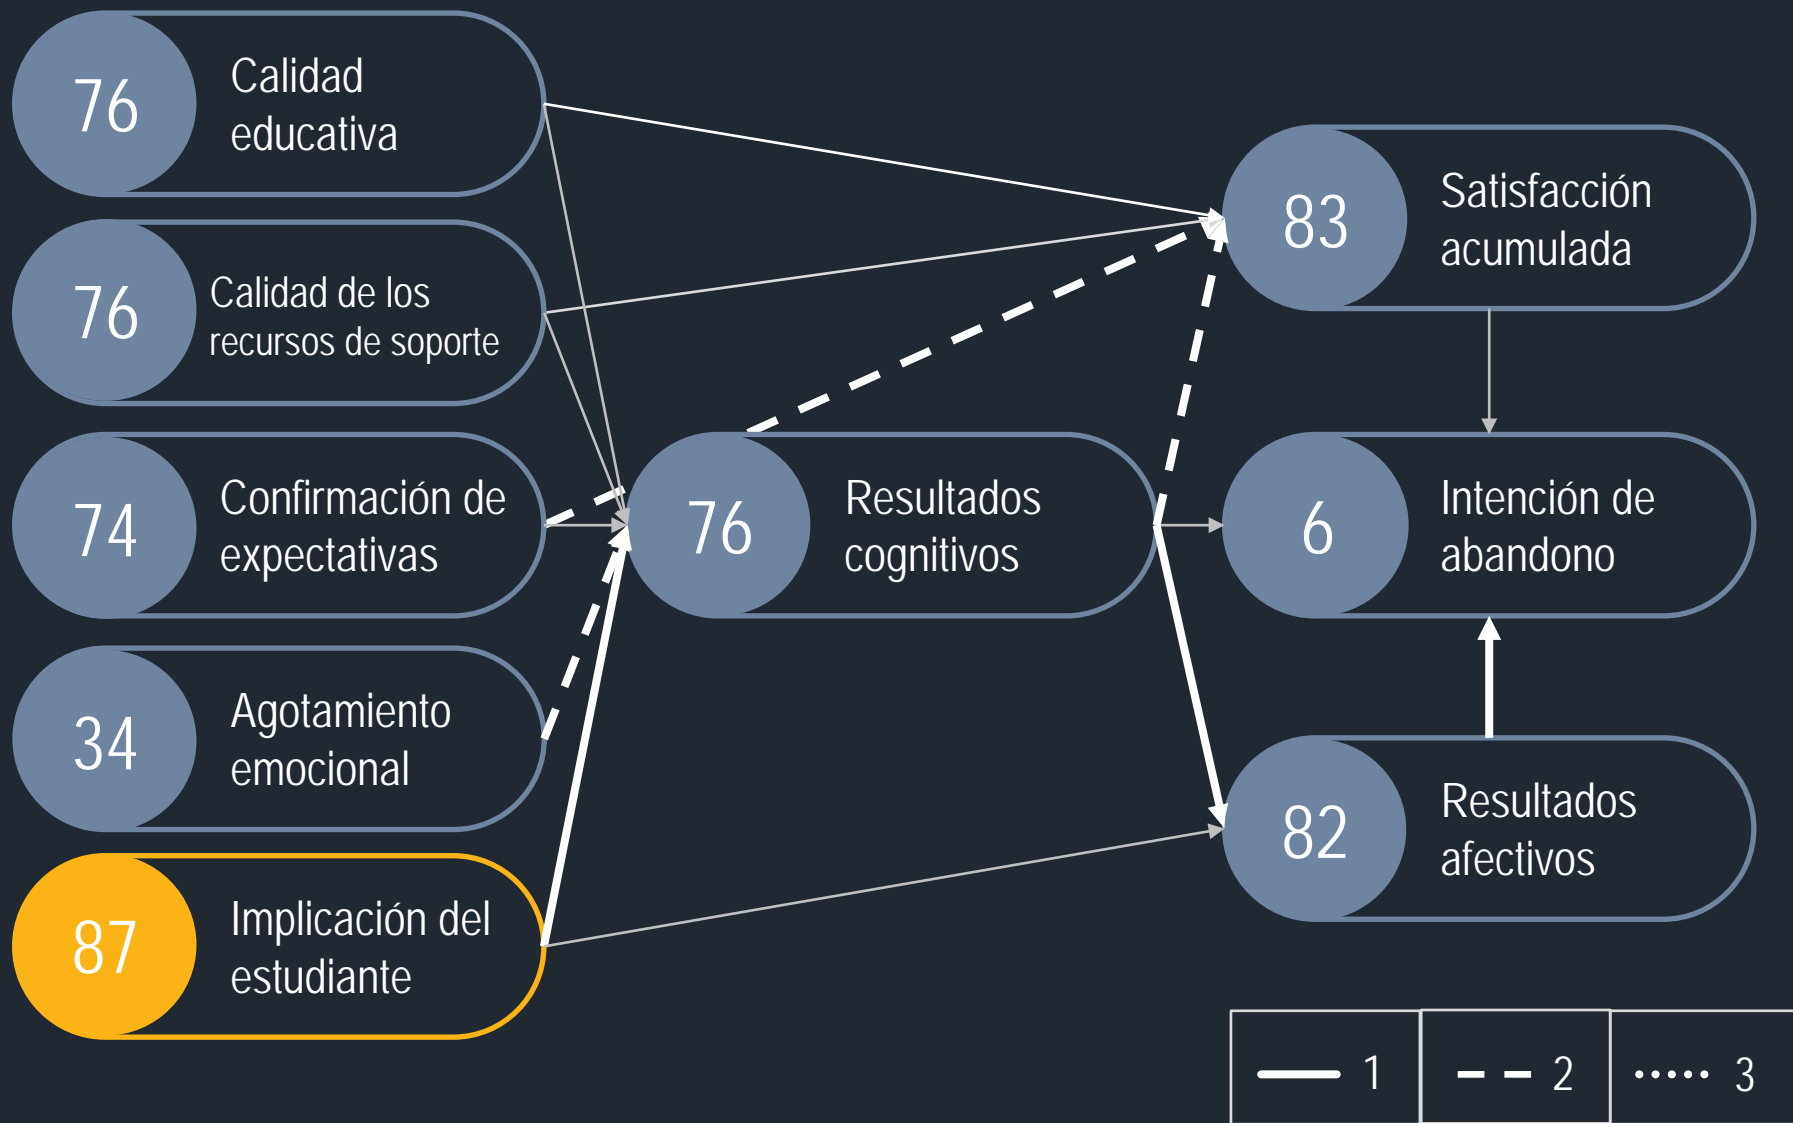 76
Calidad
educativa
76
Calidad de los
recursos de soporte
74
Confirmación de
expectativas
34
Agotamiento
emocional
87
Implicación del
estudiante
76
Resultados
cognitivos
83
Satisfacción
acumulada
6
Intención de
abandono
82
Resultados
afectivos
1
2
3